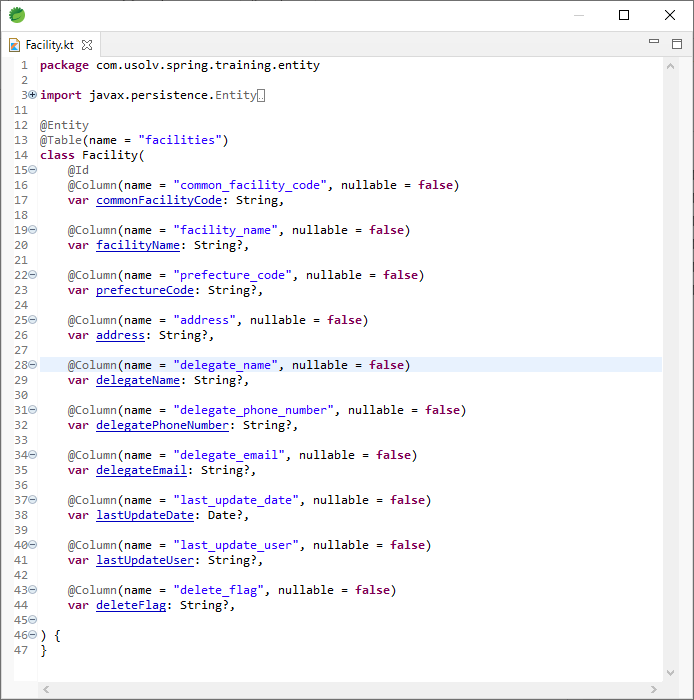 Facility.kt
1 package com.usolv.spring.training.entity
2
3 import javax.persistence.Entity
11
12 @Entity
13 @Table(name = "facilities")
14 class Facility(
15     @Id
16     @Column(name = "common_facility_code", nullable = false)
17     var commonFacilityCode: String,
18
19     @Column(name = "facility_name", nullable = false)
20     var facilityName: String?,
21
22     @Column(name = "prefecture_code", nullable = false)
23     var prefectureCode: String?,
24
25     @Column(name = "address", nullable = false)
26     var address: String?,
27
28     @Column(name = "delegate_name", nullable = false)
29     var delegateName: String?,
30
31     @Column(name = "delegate_phone_number", nullable = false)
32     var delegatePhoneNumber: String?,
33
34     @Column(name = "delegate_email", nullable = false)
35     var delegateEmail: String?,
36
37     @Column(name = "last_update_date", nullable = false)
38     var lastUpdateDate: Date?,
39
40     @Column(name = "last_update_user", nullable = false)
41     var lastUpdateUser: String?,
42
43     @Column(name = "delete_flag", nullable = false)
44     var deleteFlag: String?,
45
46 ) {
47 }